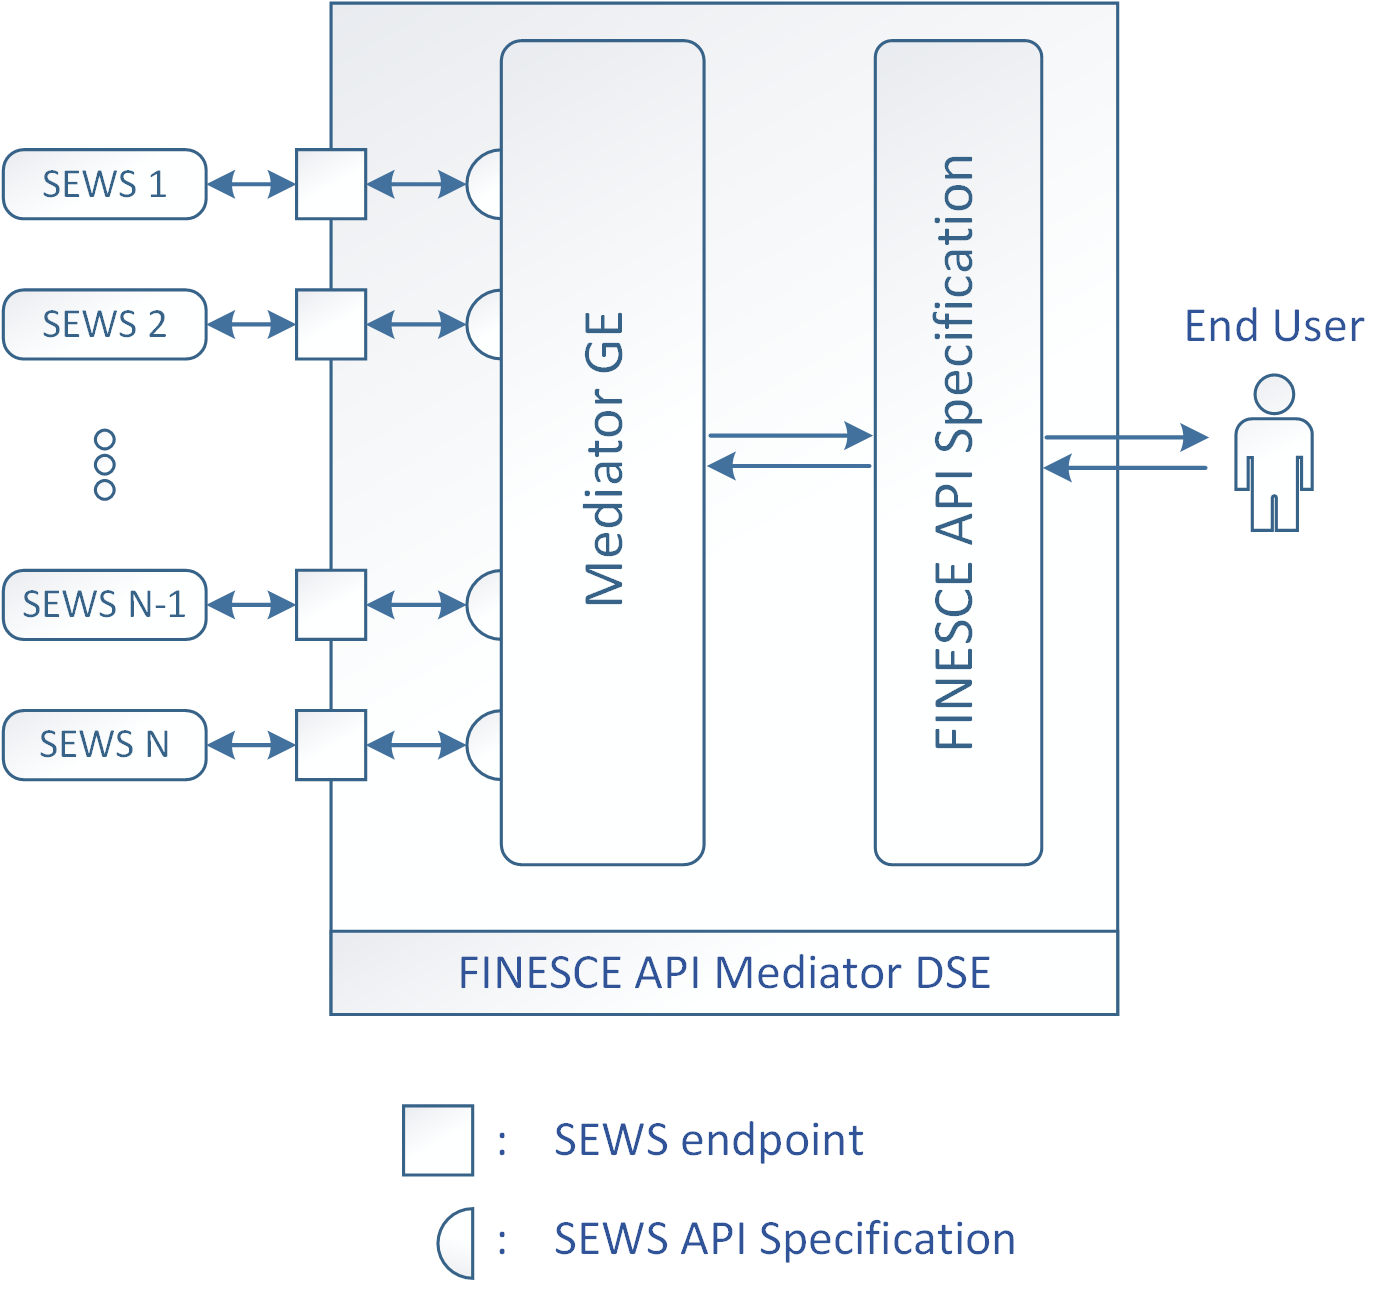 SEWS 1
SEWS 2
SEWS N-1
SEWS N
Mediator GE
FINESCE API Specification
End User
FINESCE API Mediator DSE
: SEWS endpoint
: SEWS API Specification